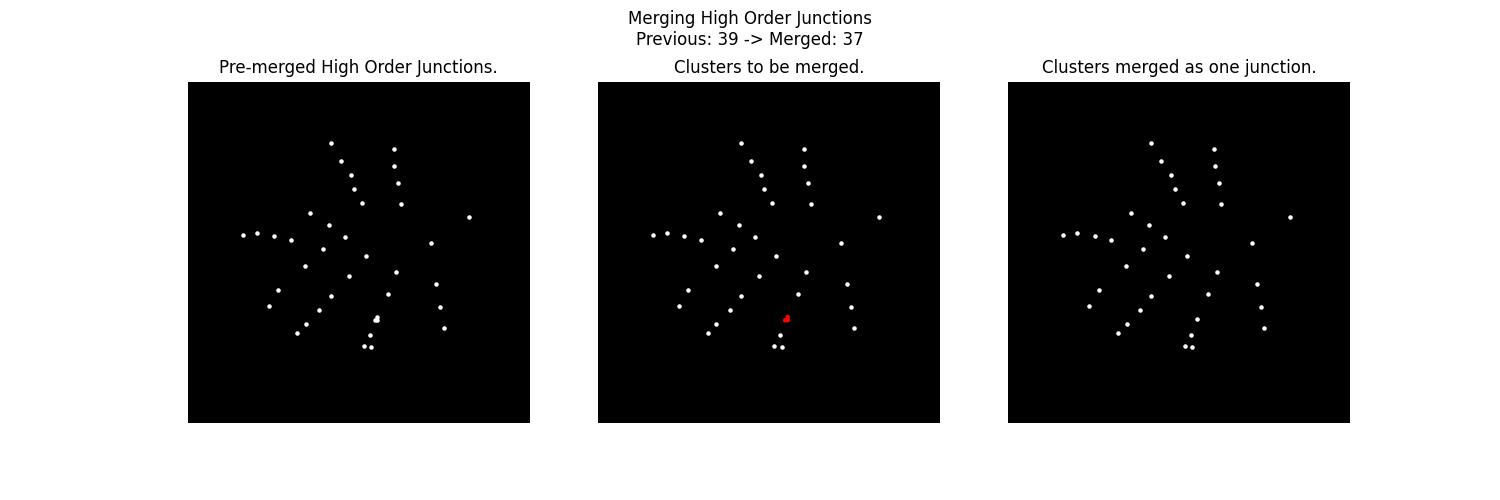 Merging High Order Junctions
Previous: 39 -> Merged: 37
Pre-merged High Order Junctions.
Clusters to be merged.
Clusters merged as one junction.